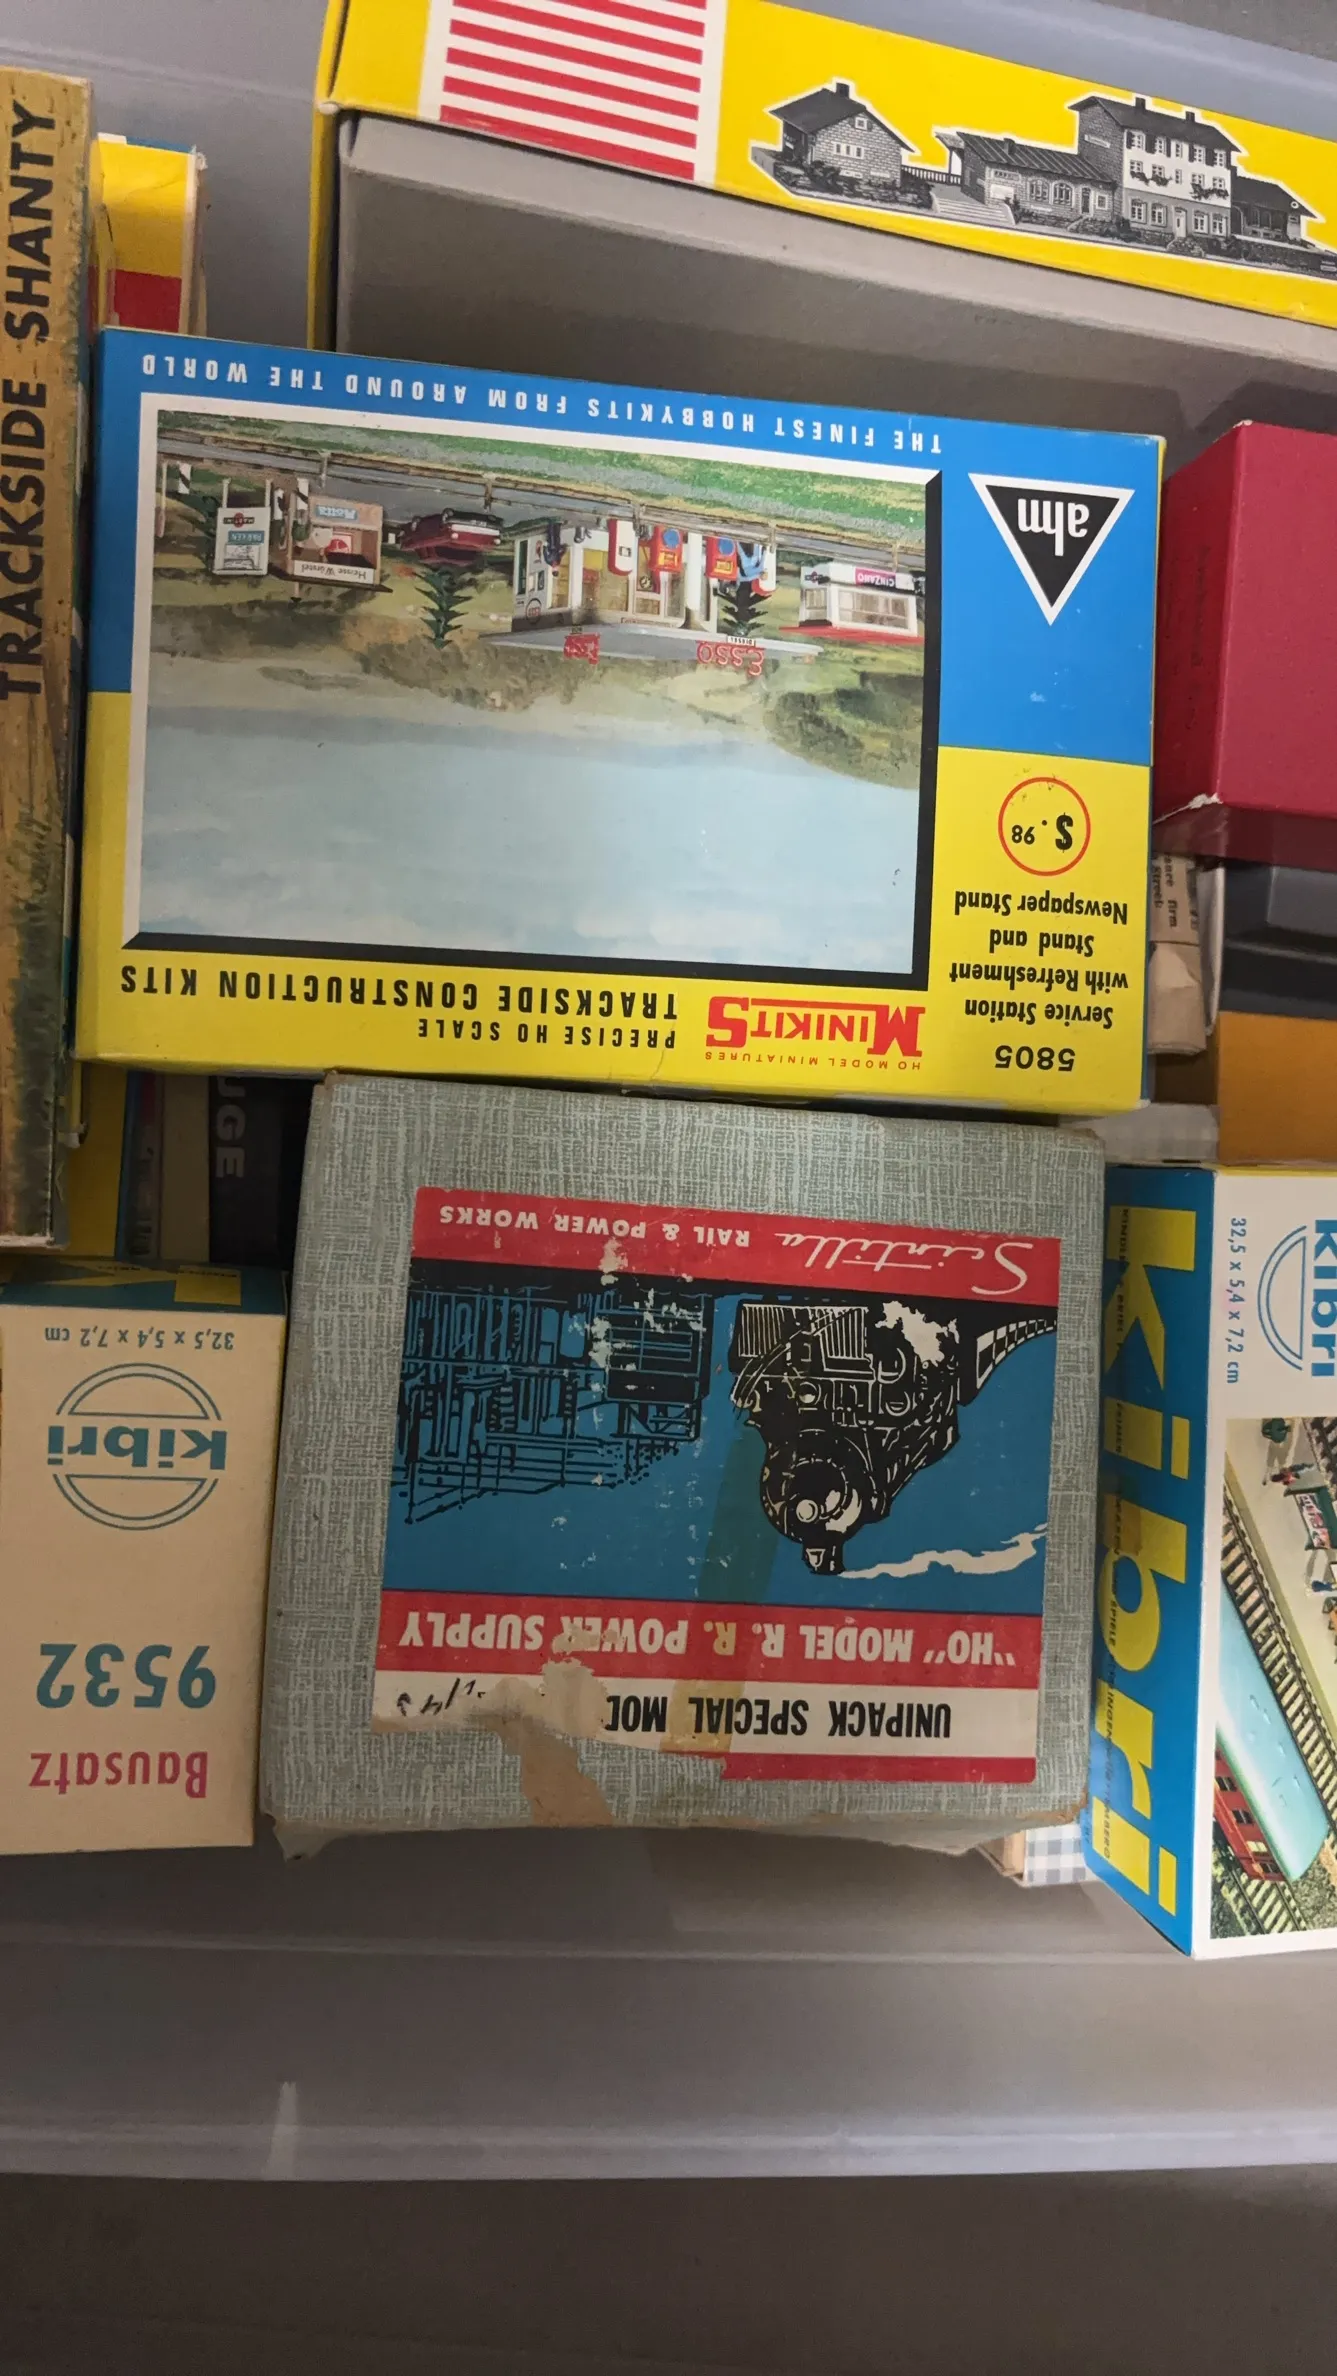 TRACKSIDE SHANTY
5805
Service Station
with Refreshment
Stand and
Newspaper Stand
$.98
ahm
HO MODEL MINIATURES
MINIKITS
PRECISE HO SCALE
TRACKSIDE CONSTRUCTION KITS
ESSO
CINZANO
Motta
THE FINEST HOBBYKITS FROM AROUND THE WORLD
UNIPACK SPECIAL
"HO" MODEL R. R. POWER SUPPLY
Scintilla RAIL & POWER WORKS
Bausatz
9532
kibri
32,5 x 5,4 x 7,2 cm
kibri
kibri
32,5 x 5,4 x 7,2 cm